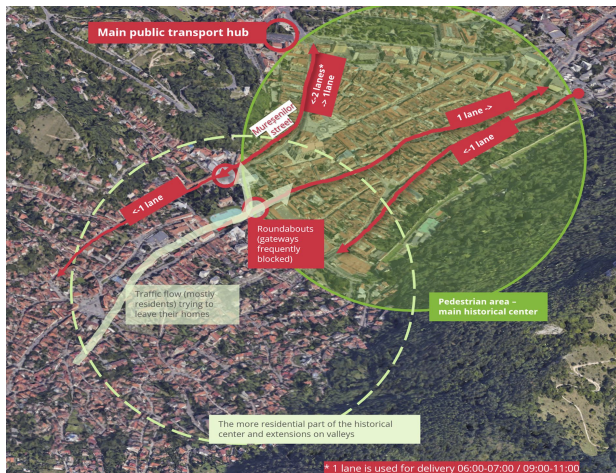 Main public transport hub
<-2 lanes*
-> 1lane
Mureșenilor
street
1 lane ->
<-1 lane
<-1 lane
Roundabouts
(gateways
frequently
blocked)
Traffic flow (mostly
residents) trying to
leave their homes
Pedestrian area –
main historical center
The more residential part of the historical
center and extensions on valleys
* 1 lane is used for delivery 06:00-07:00 / 09:00-11:00